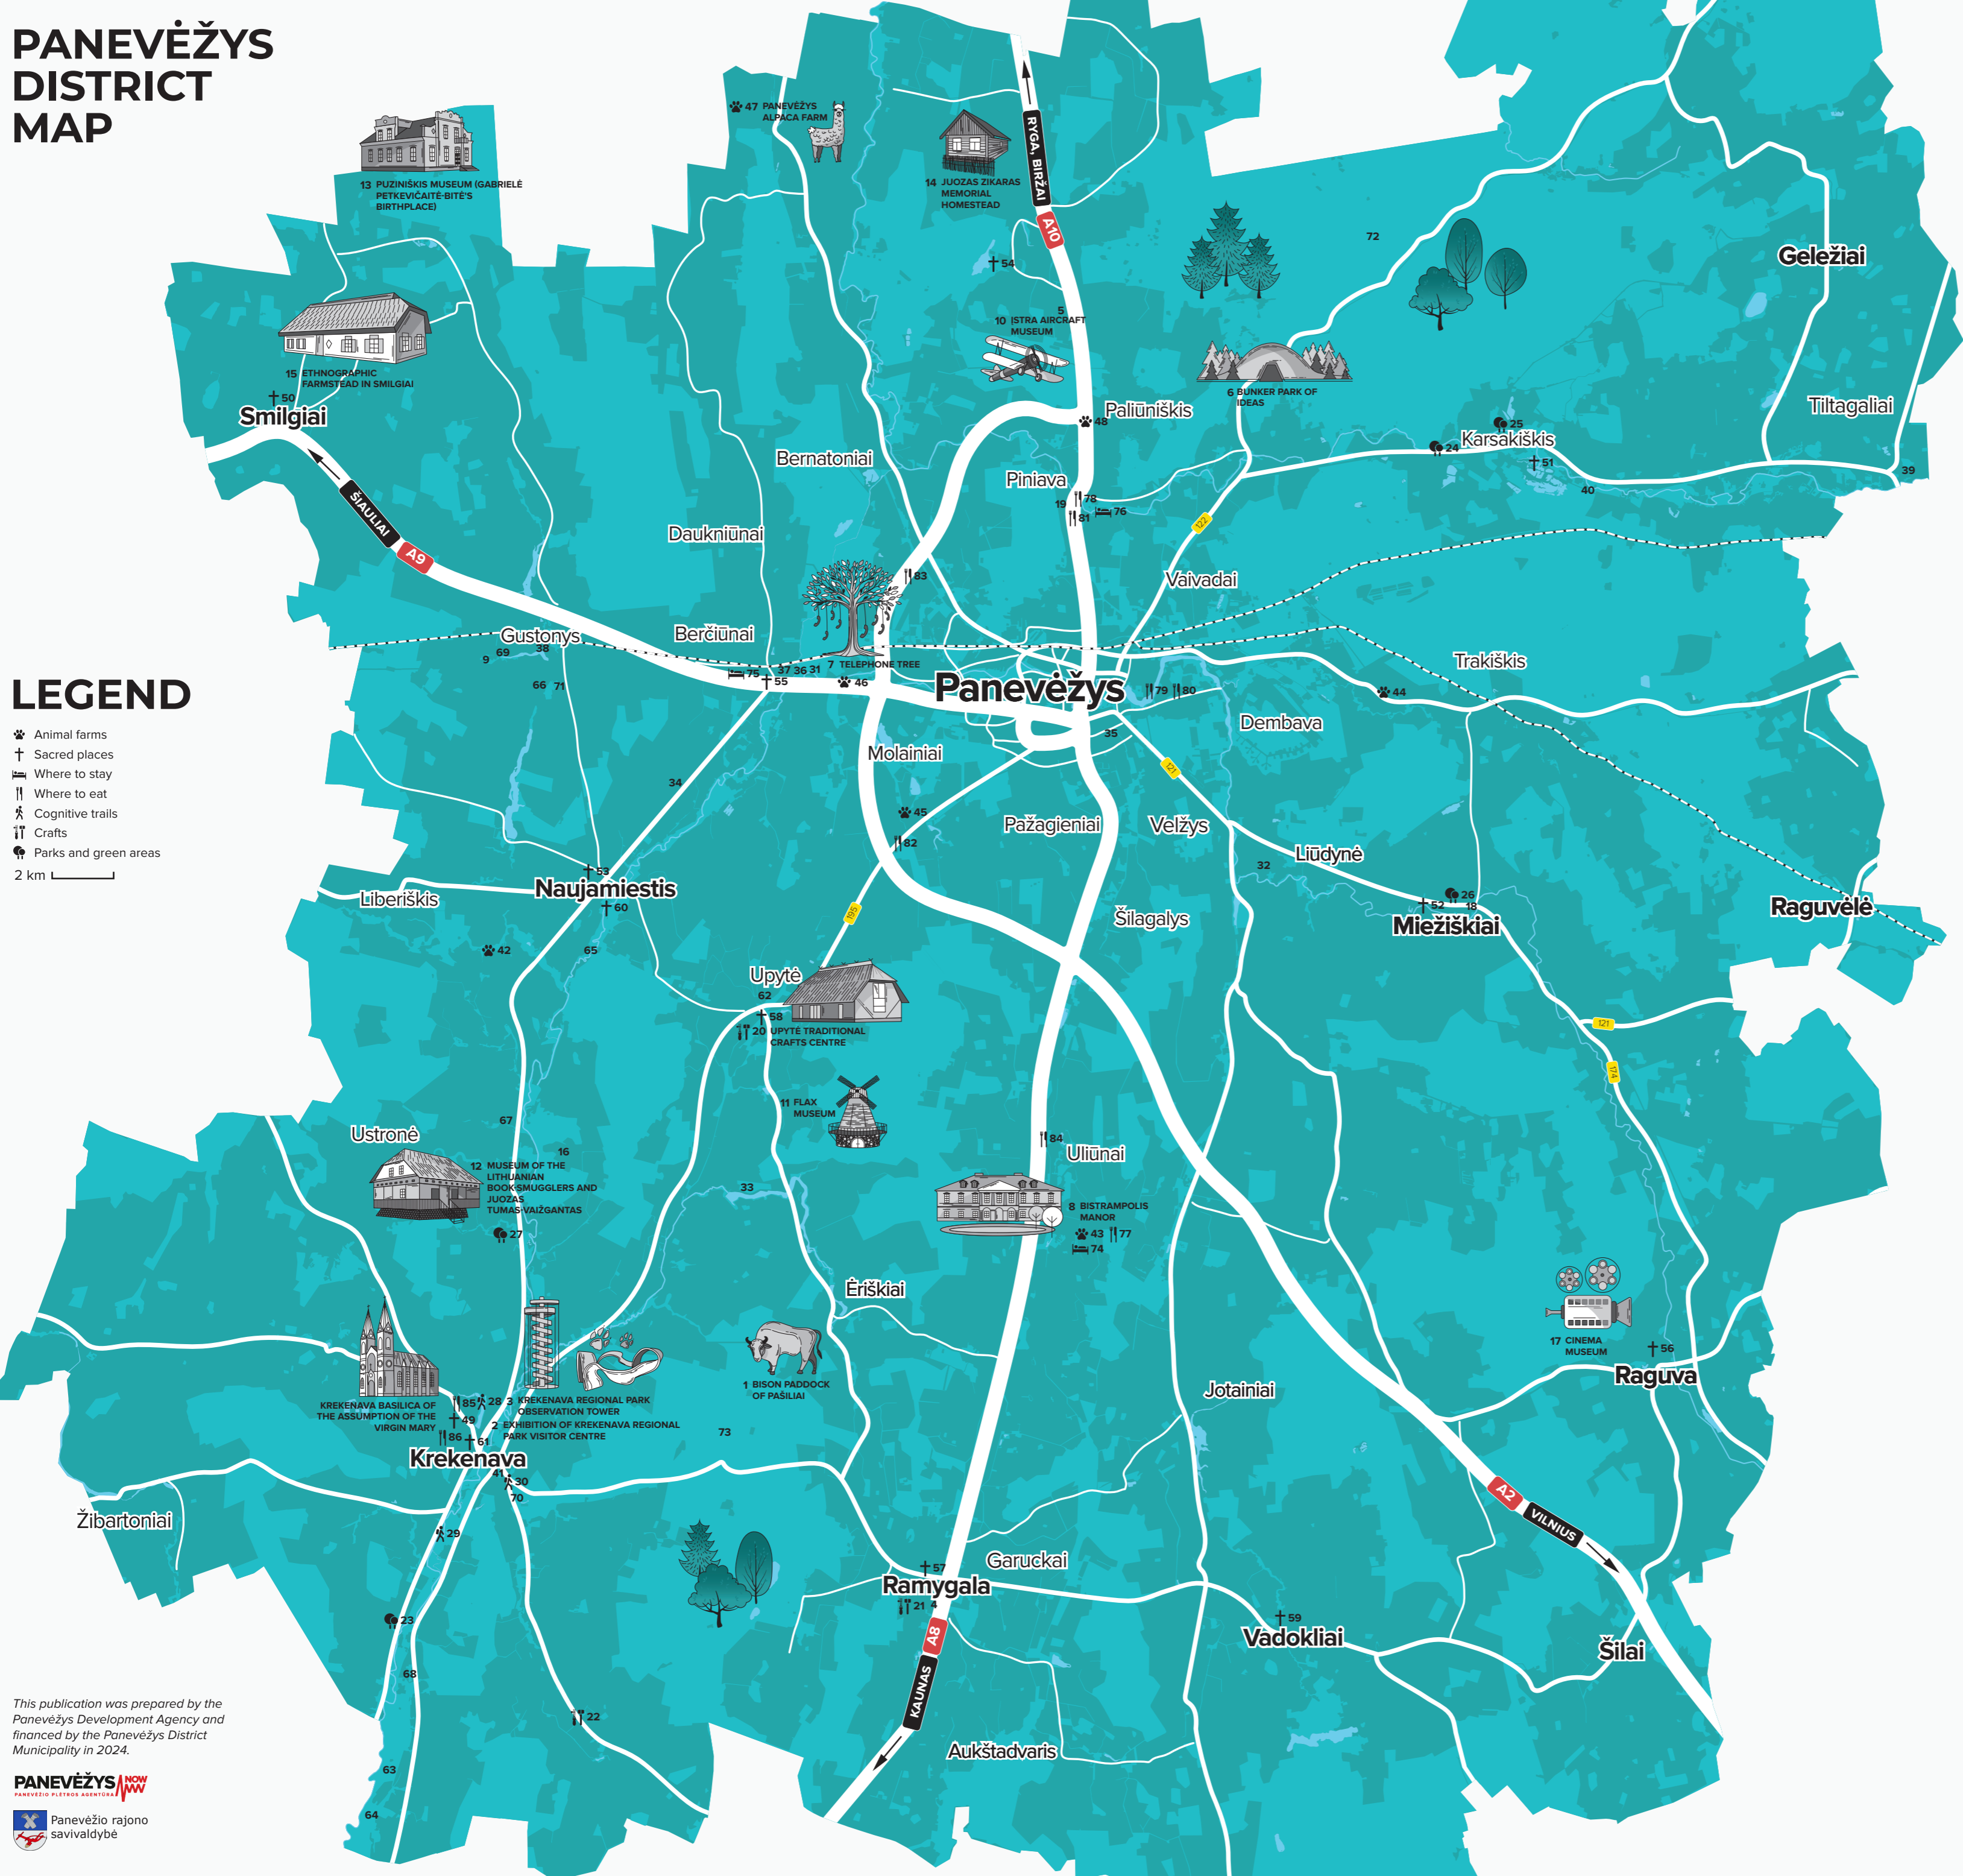 PANEVĖŽYS
DISTRICT
MAP
47 PANEVĖŽYS
ALPACA FARM
13 PUZINIŠKIS MUSEUM (GABRIELĖ
PETKEVIČAITĖ-BITĖ'S
BIRTHPLACE)
14 JUOZAS ZIKARAS
MEMORIAL
HOMESTEAD
RYGA, BIRŽAI
A10
72
Geležiai
54
5
10 ISTRA AIRCRAFT
MUSEUM
15 ETHNOGRAPHIC
FARMSTEAD IN SMILGIAI
50
Smilgiai
6 BUNKER PARK OF
IDEAS
Paliūniškis
48
Tiltagaliai
25
Karsakiškis
24
51
39
40
Bernatoniai
Piniava
78
19
76
81
122
ŠIAULIAI
A9
Daukniūnai
83
Vaivadai
Gustonys
Berčiūnai
9
69
38
66
71
75
55
37
36
31
7 TELEPHONE TREE
46
Panevėžys
79
80
Trakiškis
44
Dembava
35
Molainiai
121
34
45
82
Pažagieniai
Velžys
Liūdynė
32
LEGEND
Animal farms
Sacred places
Where to stay
Where to eat
Cognitive trails
Crafts
Parks and green areas
2 km
53
Naujamiestis
60
Liberiškis
42
65
195
Šilagalys
26
52
18
Miežiškiai
Raguvėlė
Upytė
62
58
20 UPYTĖ TRADITIONAL
CRAFTS CENTRE
121
174
11 FLAX
MUSEUM
67
16
Ustronė
12 MUSEUM OF THE
LITHUANIAN
BOOK-SMUGGLERS AND
JUOZAS
TUMAS-VAIŽGANTAS
27
33
84
Uliūnai
8 BISTRAMPOLIS
MANOR
43
77
74
Ėriškiai
17 CINEMA
MUSEUM
56
Raguva
1 BISON PADDOCK
OF PAŠILIAI
Jotainiai
KREKENAVA BASILICA OF
THE ASSUMPTION OF THE
VIRGIN MARY
85
28
3 KREKENAVA REGIONAL PARK
OBSERVATION TOWER
49
2 EXHIBITION OF KREKENAVA REGIONAL
PARK VISITOR CENTRE
86
61
Krekenava
73
41
30
70
29
Žibartoniai
A2
VILNIUS
57
Garuckai
Ramygala
21
4
59
Vadokliai
Šilai
23
68
A8
KAUNAS
22
Aukštadvaris
63
64
This publication was prepared by the
Panevėžys Development Agency and
financed by the Panevėžys District
Municipality in 2024.
PANEVĖŽYS NOW
PANEVĖŽIO PLĖTROS AGENTŪRA
Panevėžio rajono
savivaldybė